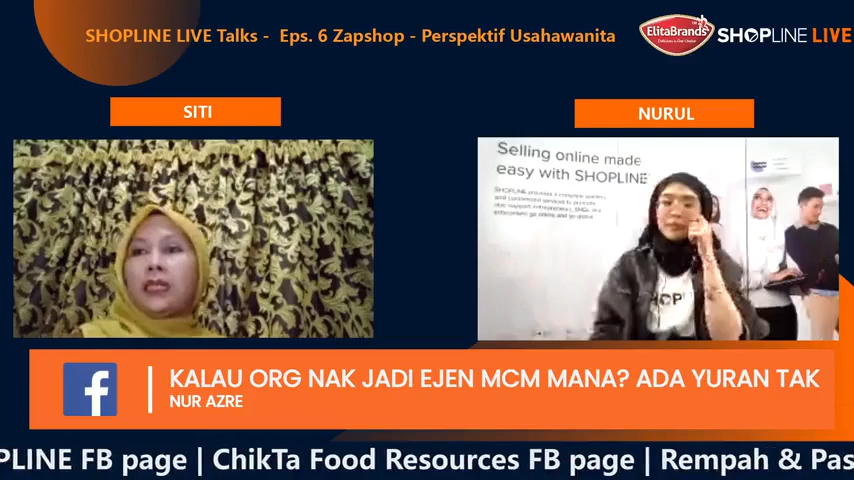 SHOPLINE LIVE Talks - Eps. 6 Zapshop - Perspektif Usahawanita
ElitaBrands
SHOPLINE LIVE
SITI
NURUL
Selling online made
easy with SHOPLINE
SHOP
KALAU ORG NAK JADI EJEN MCM MANA? ADA YURAN TAK
NUR AZRE
PLINE FB page | ChikTa Food Resources FB page | Rempah & Pas